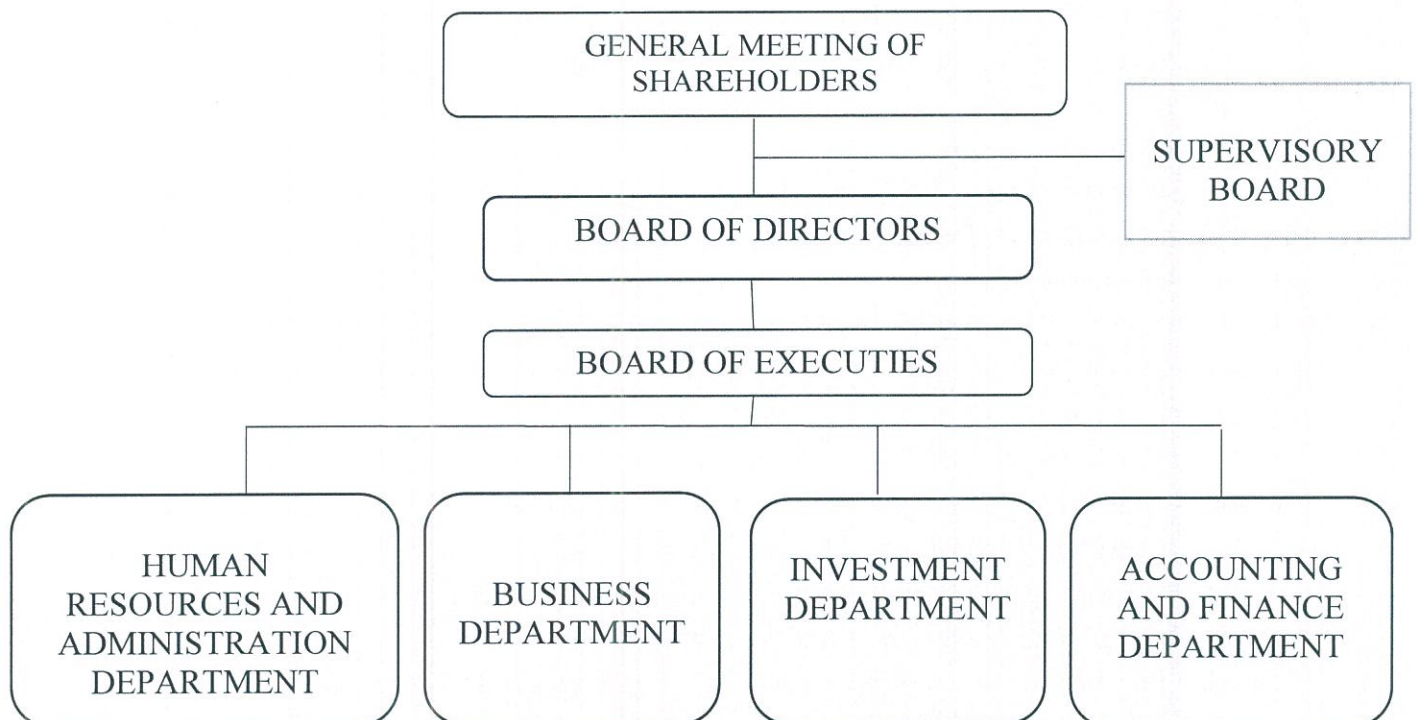 GENERAL MEETING OF
SHAREHOLDERS
SUPERVISORY
BOARD
BOARD OF DIRECTORS
BOARD OF EXECUTIES
HUMAN
RESOURCES AND
ADMINISTRATION
DEPARTMENT
BUSINESS
DEPARTMENT
INVESTMENT
DEPARTMENT
ACCOUNTING
AND FINANCE
DEPARTMENT